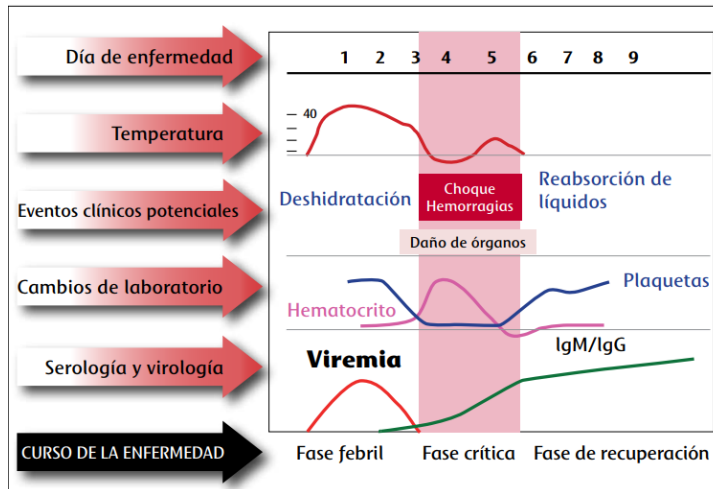 Día de enfermedad
1 2 3 4 5 6 7 8 9
Temperatura
40
Eventos clínicos potenciales
Deshidratación
Choque
Hemorragias
Reabsorción de
líquidos
Daño de órganos
Cambios de laboratorio
Hematocrito
Plaquetas
Serología y virología
Viremia
IgM/IgG
CURSO DE LA ENFERMEDAD
Fase febril
Fase crítica
Fase de recuperación